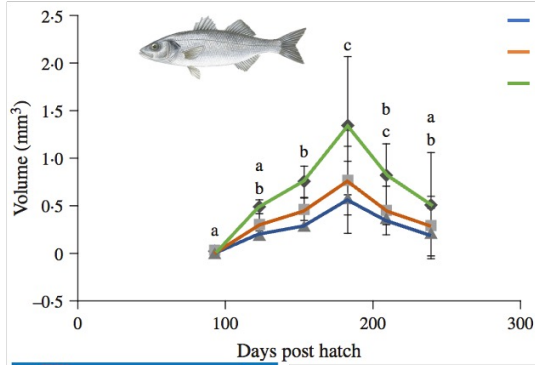 2·5
2·0
1·5
1·0
0·5
0
–0·5
Volume (mm³)
a
a
b
b
c
b
c
a
b
0
100
200
300
Days post hatch